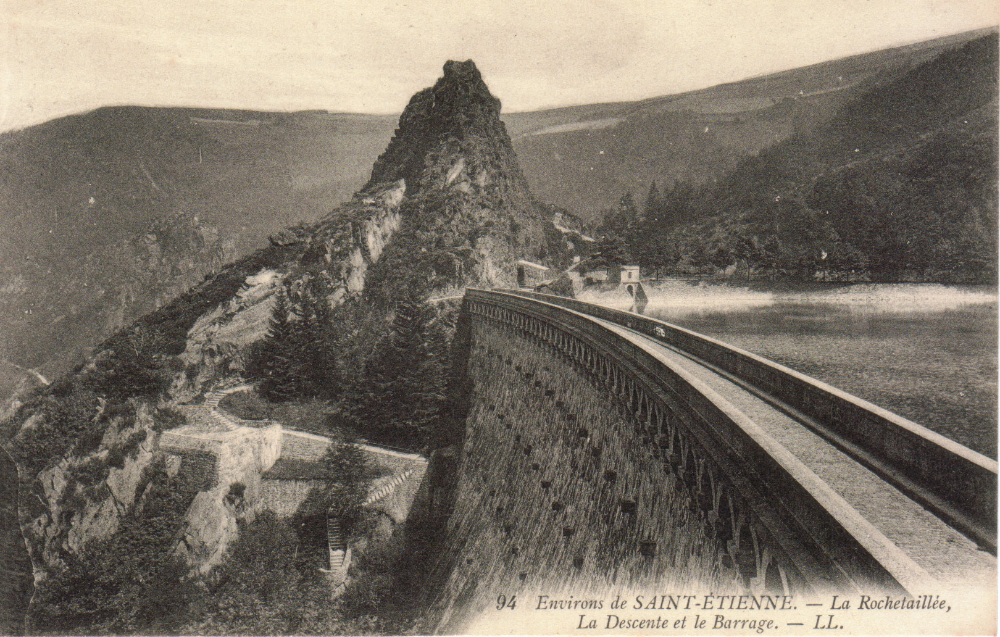 94 Environs de SAINT-ÉTIENNE. — La Rochetaillée,
La Descente et le Barrage. — LL.